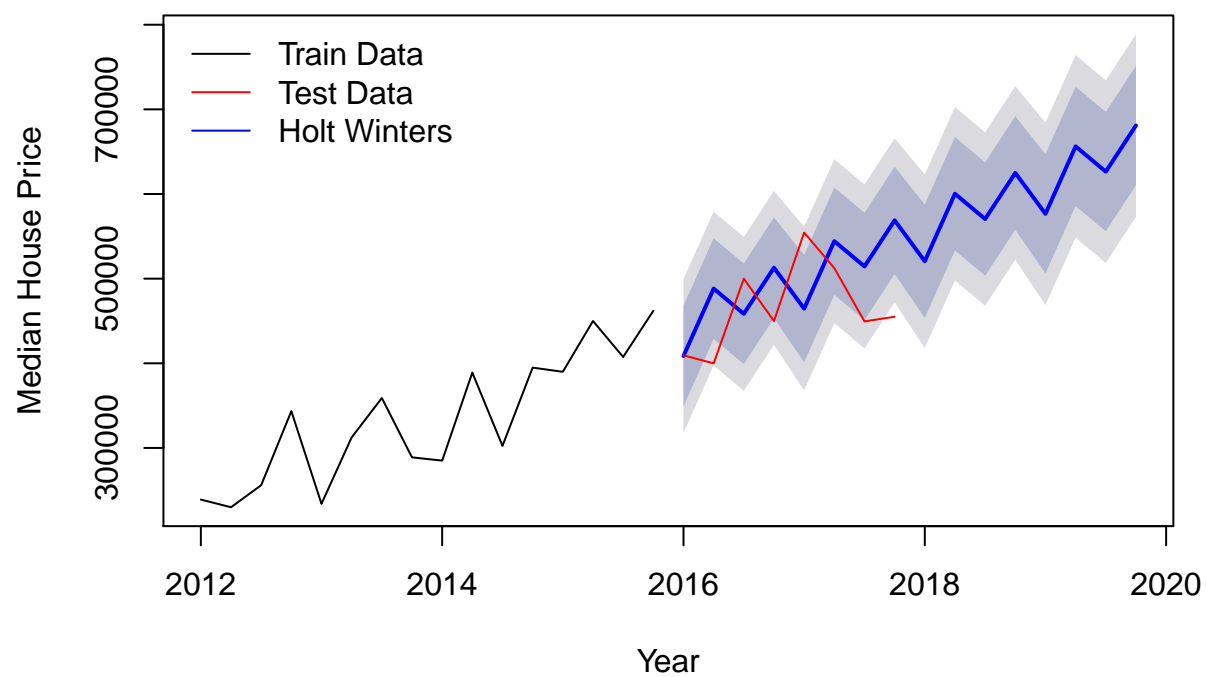 Train Data
Test Data
Holt Winters
Median House Price
700000
500000
300000
2012
2014
2016
2018
2020
Year